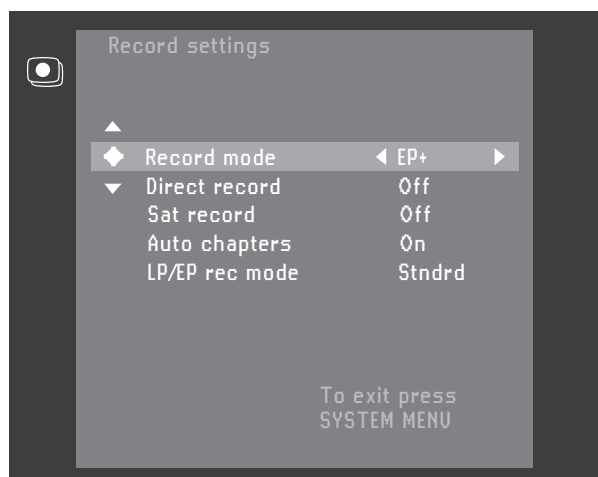 Record settings
Record mode EP+
Direct record Off
Sat record Off
Auto chapters On
LP/EP rec mode Stndrd
To exit press
SYSTEM MENU